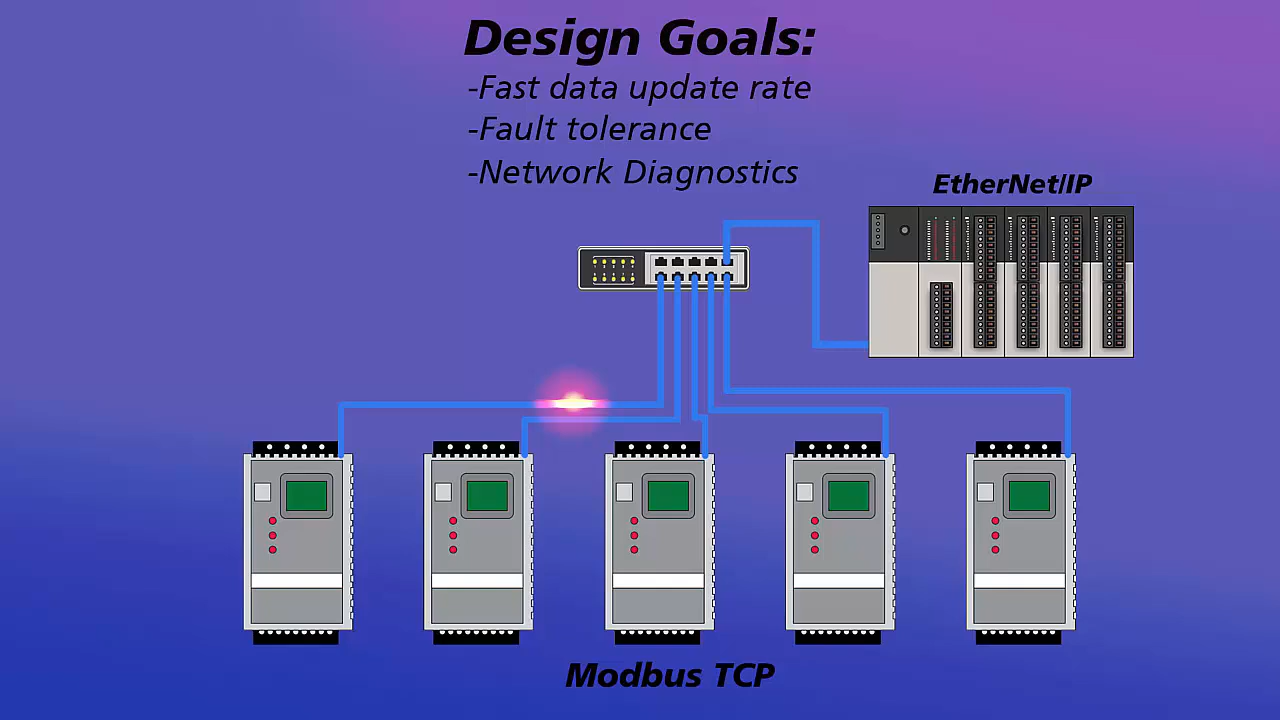 Design Goals:
-Fast data update rate
-Fault tolerance
-Network Diagnostics
EtherNet/IP
Modbus TCP